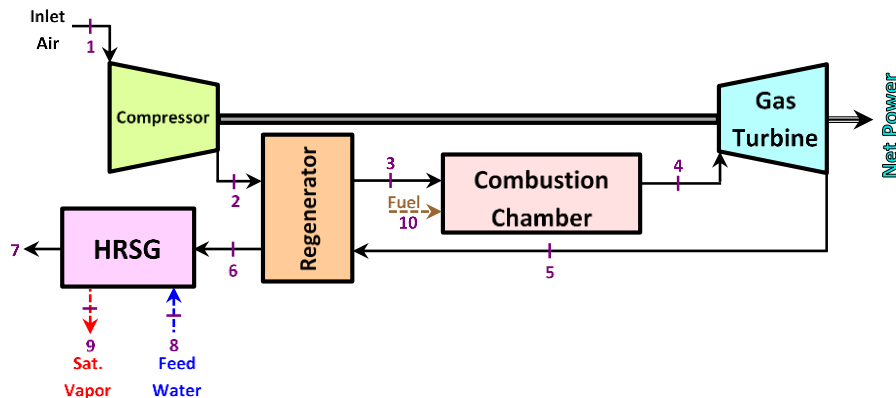 Inlet
Air
1
Compressor
2
Regenerator
3
Fuel
10
Combustion
Chamber
4
Gas
Turbine
Net Power
5
6
HRSG
7
8
9
Sat.
Vapor
Feed
Water